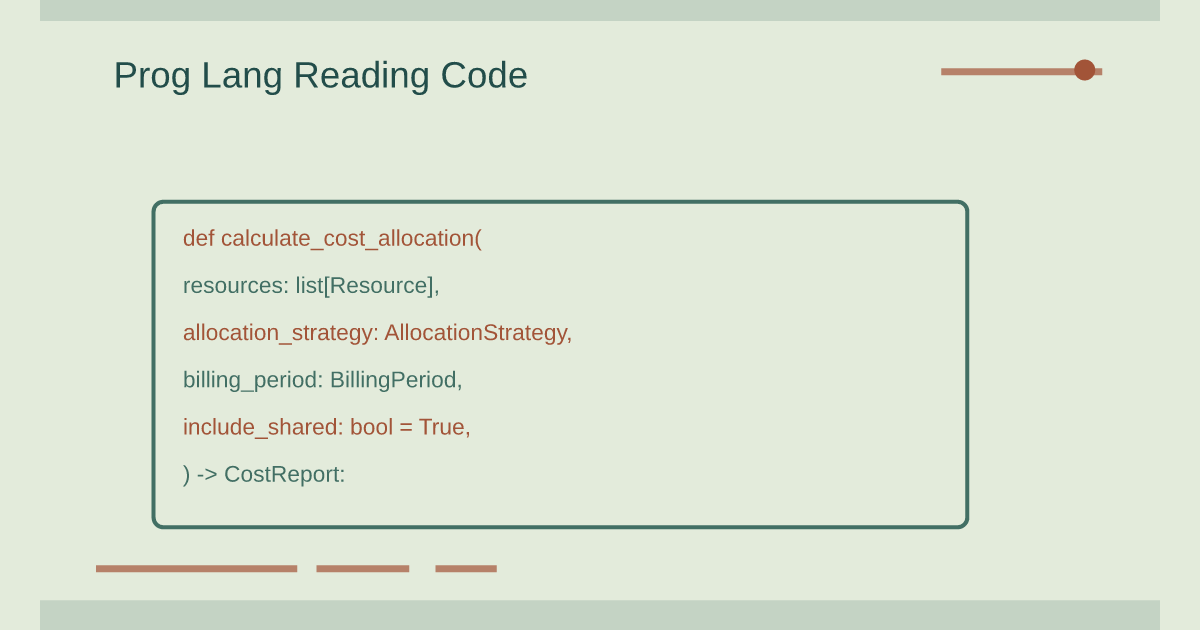 Prog Lang Reading Code
def calculate_cost_allocation(
resources: list[Resource],
allocation_strategy: AllocationStrategy,
billing_period: BillingPeriod,
include_shared: bool = True,
) -> CostReport: